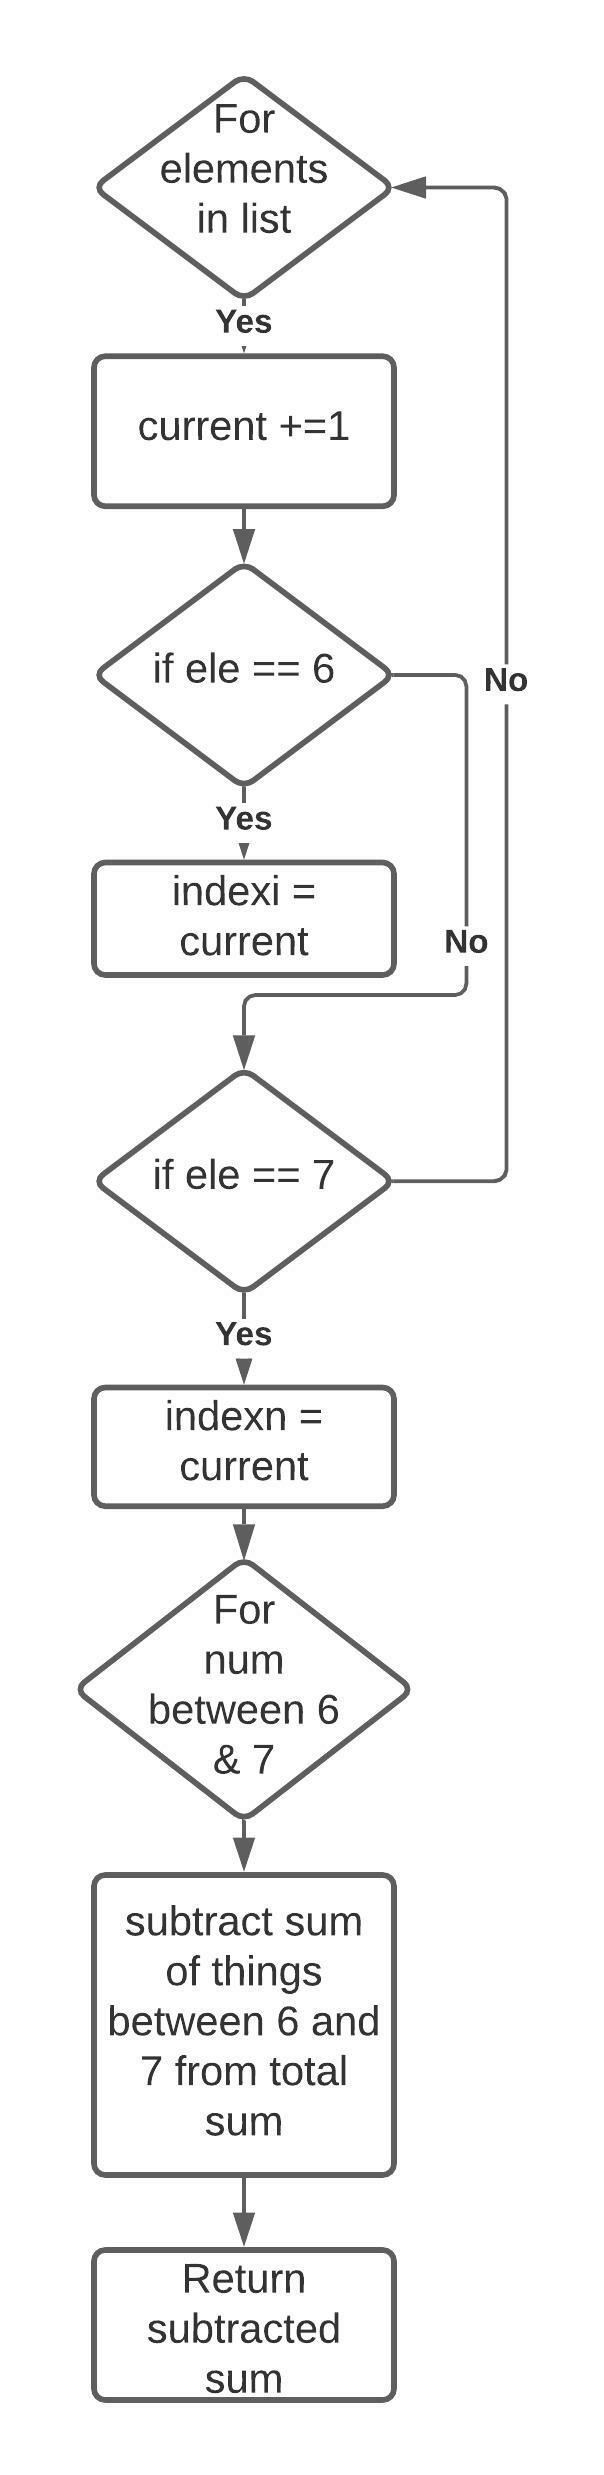 For
elements
in list
Yes
current +=1
if ele == 6
No
Yes
indexi =
current
No
if ele == 7
Yes
indexn =
current
For
num
between 6
& 7
subtract sum
of things
between 6 and
7 from total
sum
Return
subtracted
sum